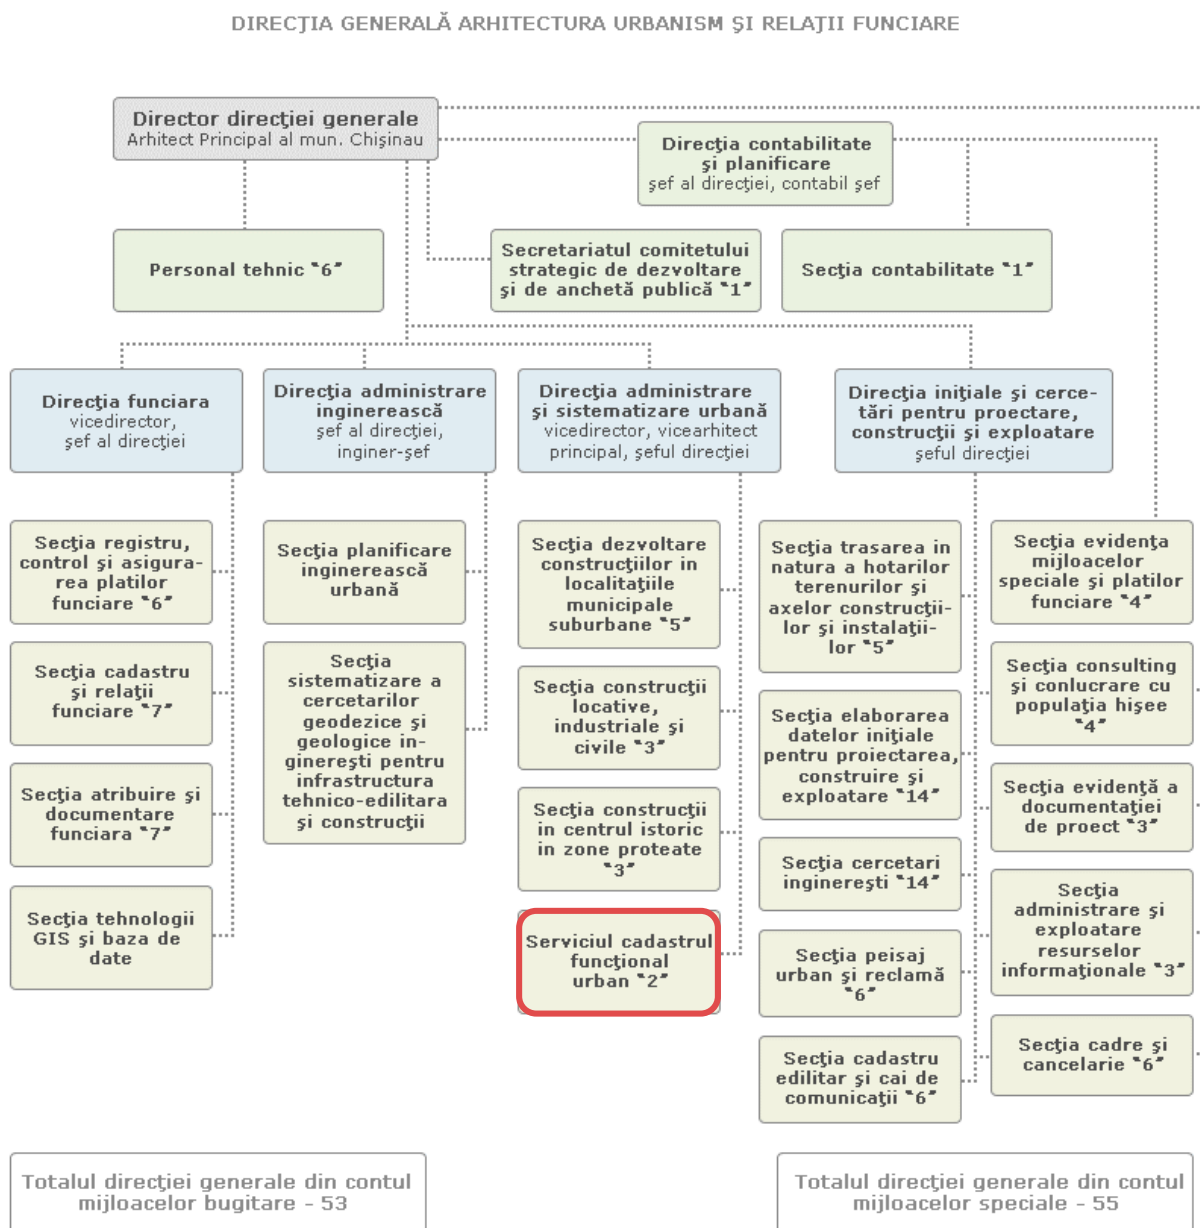 DIRECŢIA GENERALĂ ARHITECTURA URBANISM ŞI RELAŢII FUNCIARE
Director direcţiei generale
Arhitect Principal al mun. Chişinau
Direcţia contabilitate
şi planificare
şef al direcţiei, contabil şef
Personal tehnic "6"
Secretariatul comitetului
strategic de dezvoltare
şi de anchetă publică "1"
Secţia contabilitate "1"
Direcţia funciara
vicedirector,
şef al direcţiei
Direcţia administrare
inginerească
şef al direcţiei,
inginer-şef
Direcţia administrare
şi sistematizare urbană
vicedirector, vicearhitect
principal, şeful direcţiei
Direcţia iniţiale şi cerce-
tări pentru proectare,
construcţii şi exploatare
şeful direcţiei
Secţia registru,
control şi asigura-
rea platilor
funciare "6"
Secţia cadastru
şi relaţii
funciare "7"
Secţia atribuire şi
documentare
funciara "7"
Secţia tehnologii
GIS şi baza de
date
Secţia planificare
inginerească
urbană
Secţia
sistematizare a
cercetarilor
geodezice şi
geologice in-
ginereşti pentru
infrastructura
tehnico-edilitara
şi construcţii
Secţia dezvoltare
construcţiilor in
localitaţiile
municipale
suburbane "5"
Secţia construcţii
locative,
industriale şi
civile "3"
Secţia construcţii
in centrul istoric
in zone proteate
"3"
Serviciul cadastrul
funcţional
urban "2"
Secţia trasarea in
natura a hotarilor
terenurilor şi
axelor construcţii-
lor şi instalaţii-
lor "5"
Secţia elaborarea
datelor iniţiale
pentru proiectarea,
construire şi
exploatare "14"
Secţia cercetari
inginereşti "14"
Secţia peisaj
urban şi reclamă
"6"
Secţia cadastru
edilitar şi cai de
comunicaţii "6"
Secţia evidenţa
mijloacelor
speciale şi platilor
funciare "4"
Secţia consulting
şi conlucrare cu
populaţia hişee
"4"
Secţia evidenţă a
documentaţiei
de proect "3"
Secţia
administrare şi
exploatare
resurselor
informaţionale "3"
Secţia cadre şi
cancelarie "6"
Totalul direcţiei generale din contul
mijloacelor bugitare - 53
Totalul direcţiei generale din contul
mijloacelor speciale - 55